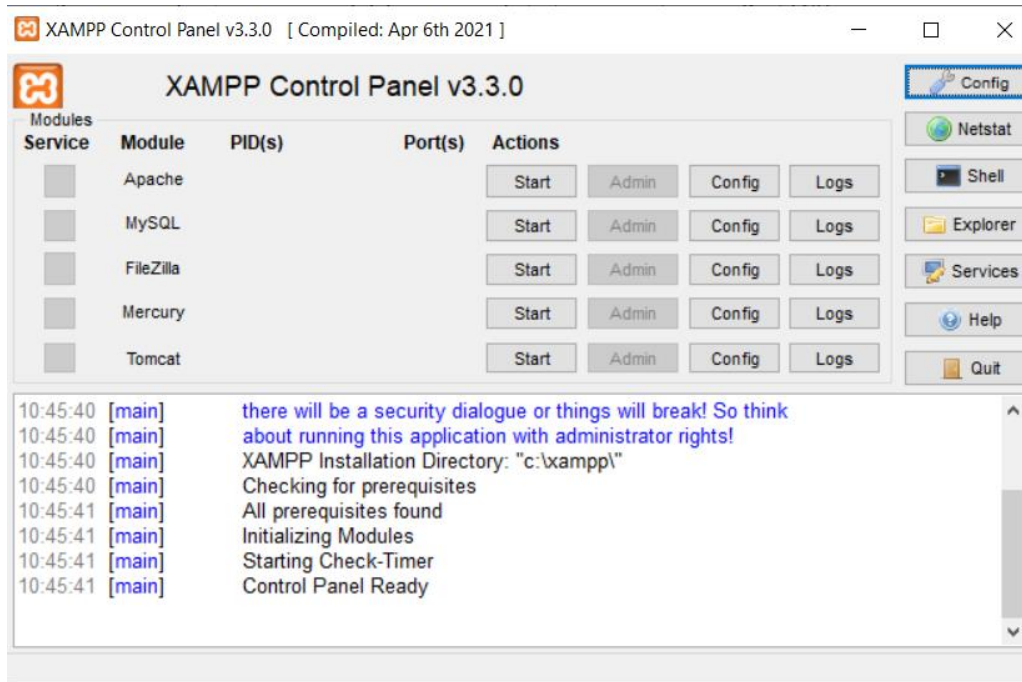 XAMPP Control Panel v3.3.0 [ Compiled: Apr 6th 2021 ]
XAMPP Control Panel v3.3.0
Config
Modules
Service Module PID(s) Port(s) Actions
Netstat
Apache Start Admin Config Logs
Shell
MySQL Start Admin Config Logs
Explorer
FileZilla Start Admin Config Logs
Services
Mercury Start Admin Config Logs
Help
Tomcat Start Admin Config Logs
Quit
10:45:40 [main] there will be a security dialogue or things will break! So think
10:45:40 [main] about running this application with administrator rights!
10:45:40 [main] XAMPP Installation Directory: "c:\xampp\"
10:45:40 [main] Checking for prerequisites
10:45:41 [main] All prerequisites found
10:45:41 [main] Initializing Modules
10:45:41 [main] Starting Check-Timer
10:45:41 [main] Control Panel Ready